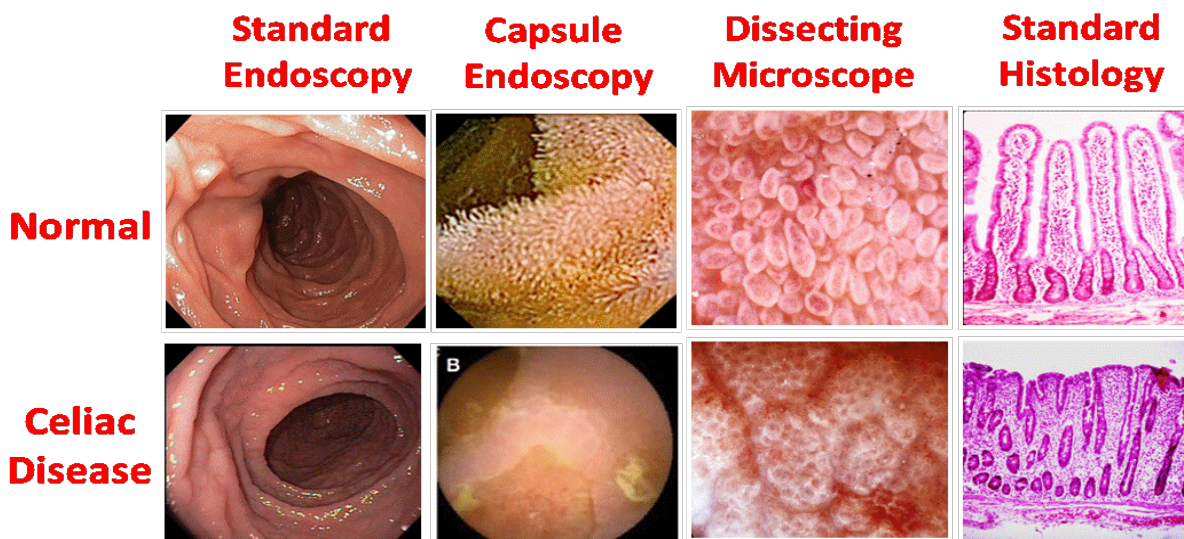 Standard
Endoscopy
Capsule
Endoscopy
Dissecting
Microscope
Standard
Histology
Normal
Celiac
Disease
B